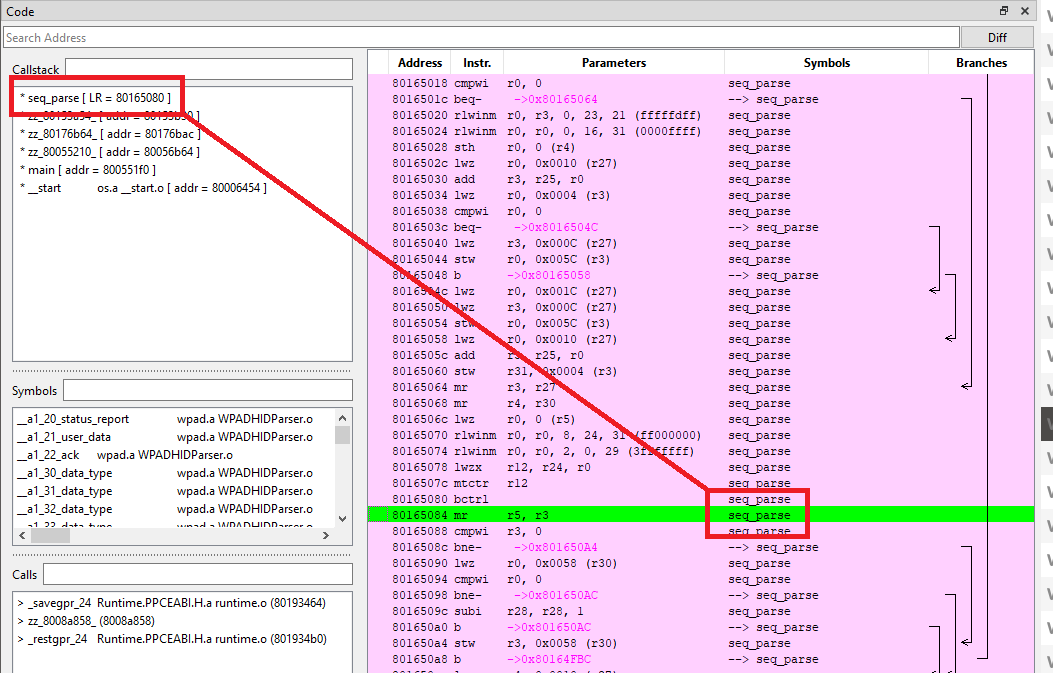 Code
Search Address
Diff
Callstack
* seq_parse [ LR = 80165080 ]
[ addr = ]
* zz_80176b64_ [ addr = 80176bac ]
* zz_80055210_ [ addr = 80056b64 ]
* main [ addr = 800551f0 ]
* __start os.a __start.o [ addr = 80006454 ]
Symbols
__a1_20_status_report wpad.a WPADHIDParser.o
__a1_21_user_data wpad.a WPADHIDParser.o
__a1_22_ack wpad.a WPADHIDParser.o
__a1_30_data_type wpad.a WPADHIDParser.o
__a1_31_data_type wpad.a WPADHIDParser.o
__a1_32_data_type wpad.a WPADHIDParser.o
__a1_33_data_type wpad.a WPADHIDParser.o
Calls
> _savegpr_24 Runtime.PPCEABI.H.a runtime.o (80193464)
> zz_8008a858_ (8008a858)
> _restgpr_24 Runtime.PPCEABI.H.a runtime.o (801934b0)
Address Instr. Parameters Symbols Branches
80165018 cmpwi r0, 0 seq_parse
8016501c beq- ->0x80165064 --> seq_parse
80165020 rlwinm r0, r3, 0, 23, 21 (fffffdff) seq_parse
80165024 rlwinm r0, r0, 0, 16, 31 (0000ffff) seq_parse
80165028 sth r0, 0 (r4) seq_parse
8016502c lwz r0, 0x0010 (r27) seq_parse
80165030 add r3, r25, r0 seq_parse
80165034 lwz r0, 0x0004 (r3) seq_parse
80165038 cmpwi r0, 0 seq_parse
8016503c beq- ->0x8016504C --> seq_parse
80165040 lwz r3, 0x000C (r27) seq_parse
80165044 stw r0, 0x005C (r3) seq_parse
80165048 b ->0x80165058 --> seq_parse
8016504c lwz r0, 0x001C (r27) seq_parse
80165050 lwz r3, 0x000C (r27) seq_parse
80165054 stw r0, 0x005C (r3) seq_parse
80165058 lwz r0, 0x0010 (r27) seq_parse
8016505c add r3, r25, r0 seq_parse
80165060 stw r31, 0x0004 (r3) seq_parse
80165064 mr r3, r27 seq_parse
80165068 mr r4, r30 seq_parse
8016506c lwz r0, 0 (r5) seq_parse
80165070 rlwinm r0, r0, 8, 24, 31 (ff000000) seq_parse
80165074 rlwinm r0, r0, 2, 0, 29 (3fffffff) seq_parse
80165078 lwzx r12, r24, r0 seq_parse
8016507c mtctr r12 seq_parse
80165080 bctrl seq_parse
80165084 mr r5, r3 seq_parse
80165088 cmpwi r3, 0 seq_parse
8016508c bne- ->0x801650A4 --> seq_parse
80165090 lwz r0, 0x0058 (r30) seq_parse
80165094 cmpwi r0, 0 seq_parse
80165098 bne- ->0x801650AC --> seq_parse
8016509c subi r28, r28, 1 seq_parse
801650a0 b ->0x801650AC --> seq_parse
801650a4 stw r3, 0x0058 (r30) seq_parse
801650a8 b ->0x80164FBC --> seq_parse